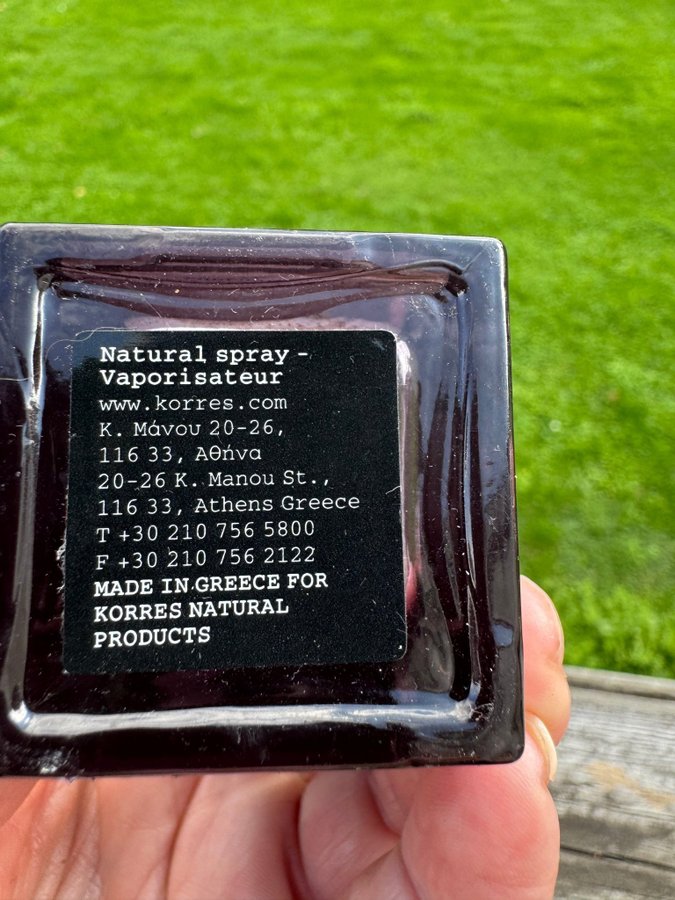 Natural spray –
Vaporisateur
www.korres.com
Κ. Μάνου 20-26,
116 33, Αθήνα
20-26 K. Manou St.,
116 33, Athens Greece
T +30 210 756 5800
F +30 210 756 2122
MADE IN GREECE FOR
KORRES NATURAL
PRODUCTS